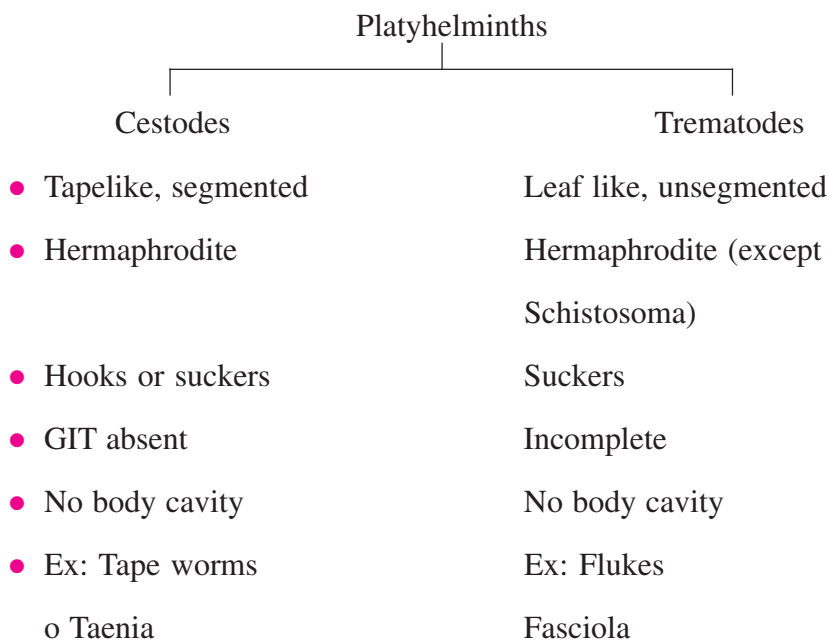 Platyhelminths
Cestodes Trematodes
• Tapelike, segmented Leaf like, unsegmented
• Hermaphrodite Hermaphrodite (except
Schistosoma)
• Hooks or suckers Suckers
• GIT absent Incomplete
• No body cavity No body cavity
• Ex: Tape worms Ex: Flukes
o Taenia Fasciola